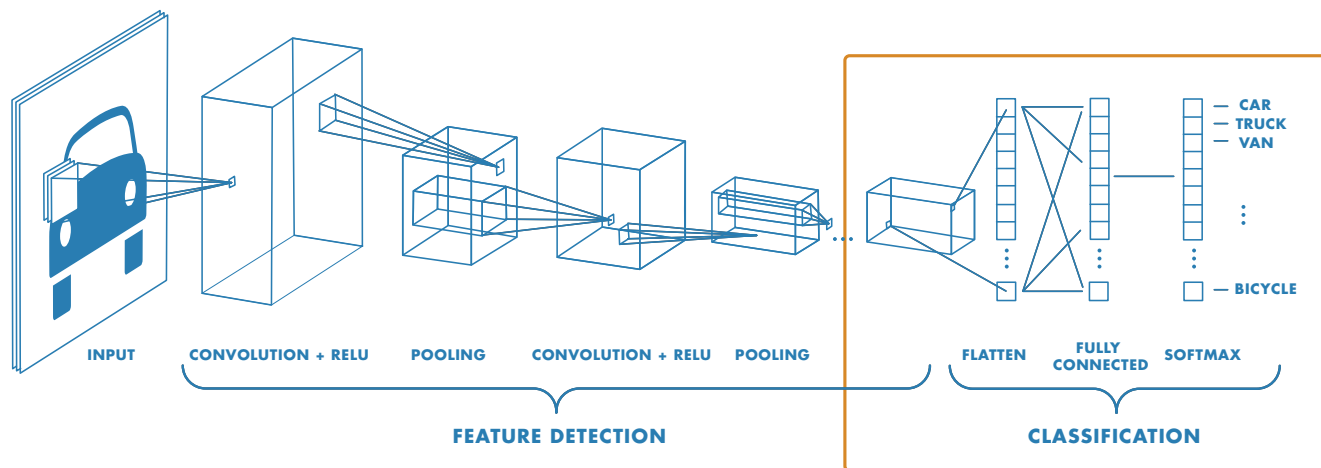 CAR
TRUCK
VAN
BICYCLE
INPUT
CONVOLUTION + RELU
POOLING
CONVOLUTION + RELU
POOLING
FLATTEN
FULLY
CONNECTED
SOFTMAX
FEATURE DETECTION
CLASSIFICATION